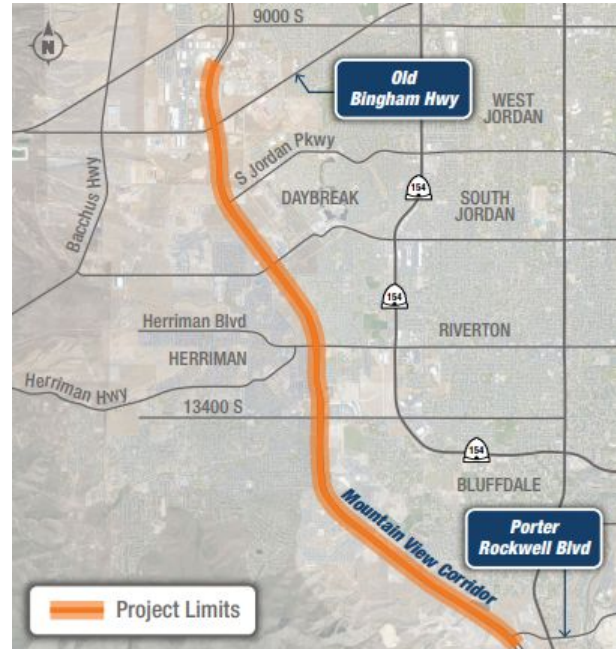 9000 S
N
Old
Bingham Hwy
WEST
JORDAN
S Jordan Pkwy
154
DAYBREAK
SOUTH
JORDAN
Bacchus Hwy
154
Herriman Blvd
RIVERTON
HERRIMAN
Herriman Hwy
13400 S
154
BLUFFDALE
Mountain View Corridor
Porter
Rockwell Blvd
Project Limits